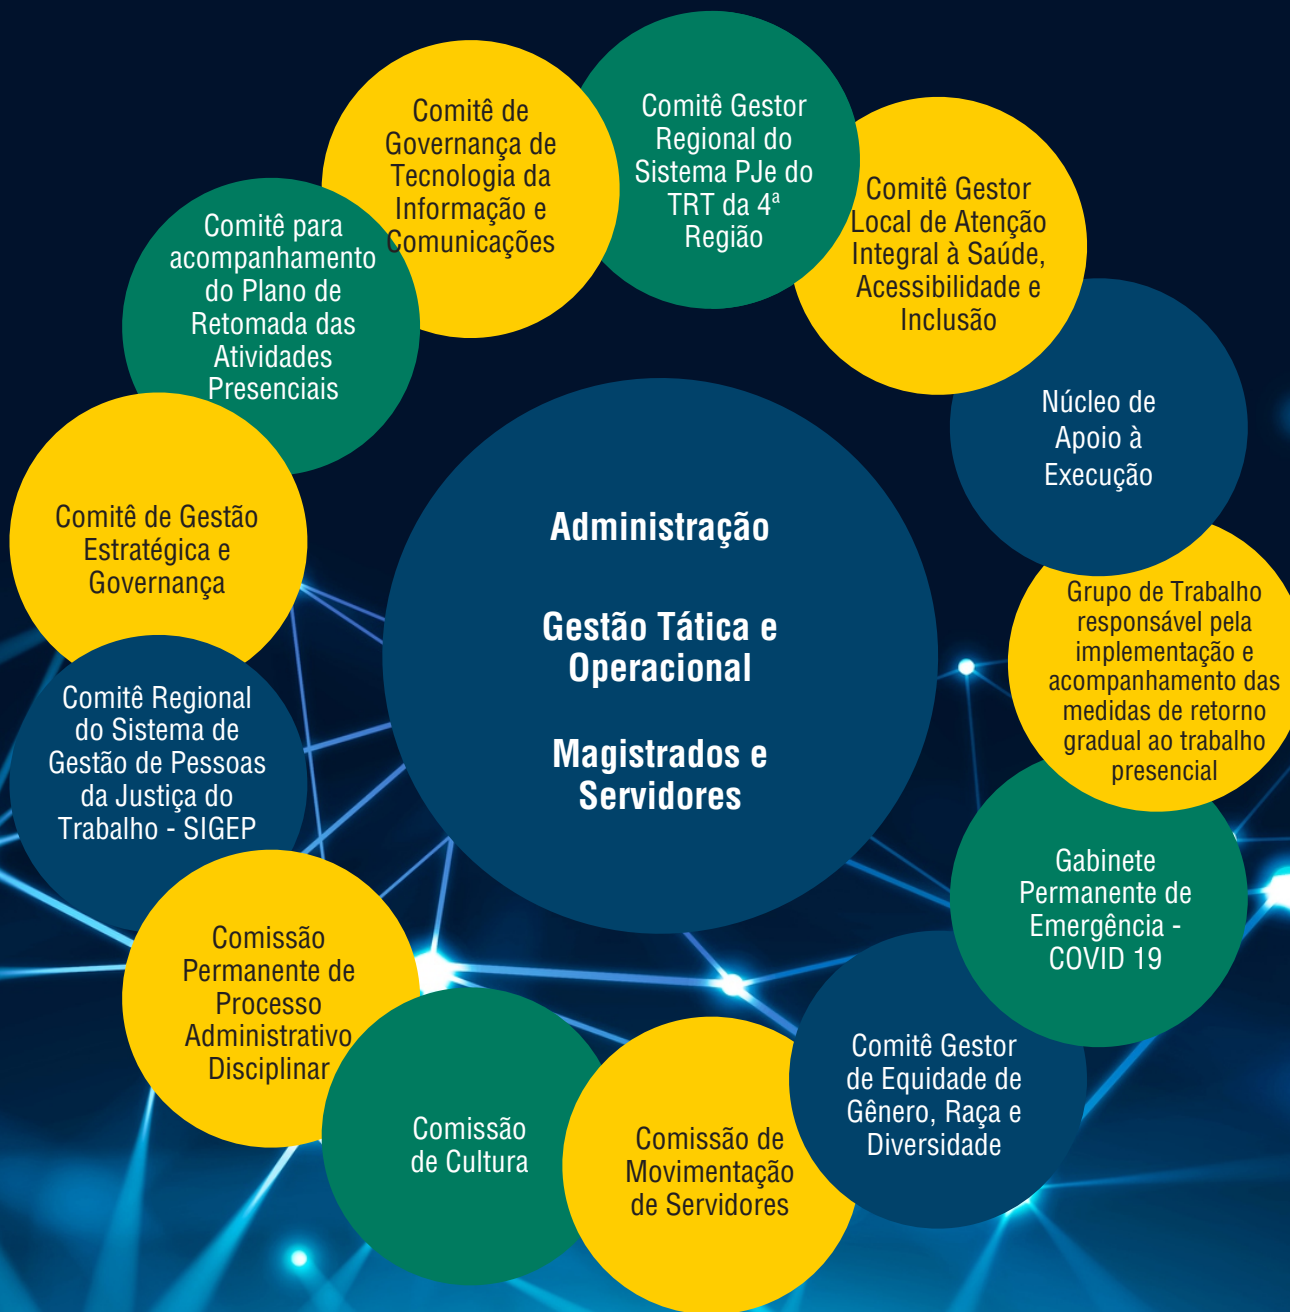 Comitê Gestor
Regional do
Sistema PJe do
TRT da 4ª
Região
Comitê Gestor
Local de Atenção
Integral à Saúde,
Acessibilidade e
Inclusão
Núcleo de
Apoio à
Execução
Grupo de Trabalho
responsável pela
implementação e
acompanhamento das
medidas de retorno
gradual ao trabalho
presencial
Gabinete
Permanente de
Emergência -
COVID 19
Comitê Gestor
de Equidade de
Gênero, Raça e
Diversidade
Comissão de
Movimentação
de Servidores
Comissão
de Cultura
Comissão
Permanente de
Processo
Administrativo
Disciplinar
Comitê Regional
do Sistema de
Gestão de Pessoas
da Justiça do
Trabalho - SIGEP
Comitê de Gestão
Estratégica e
Governança
Comitê para
acompanhamento
do Plano de
Retomada das
Atividades
Presenciais
Comitê de
Governança de
Tecnologia da
Informação e
Comunicações
Administração
Gestão Tática e
Operacional
Magistrados e
Servidores